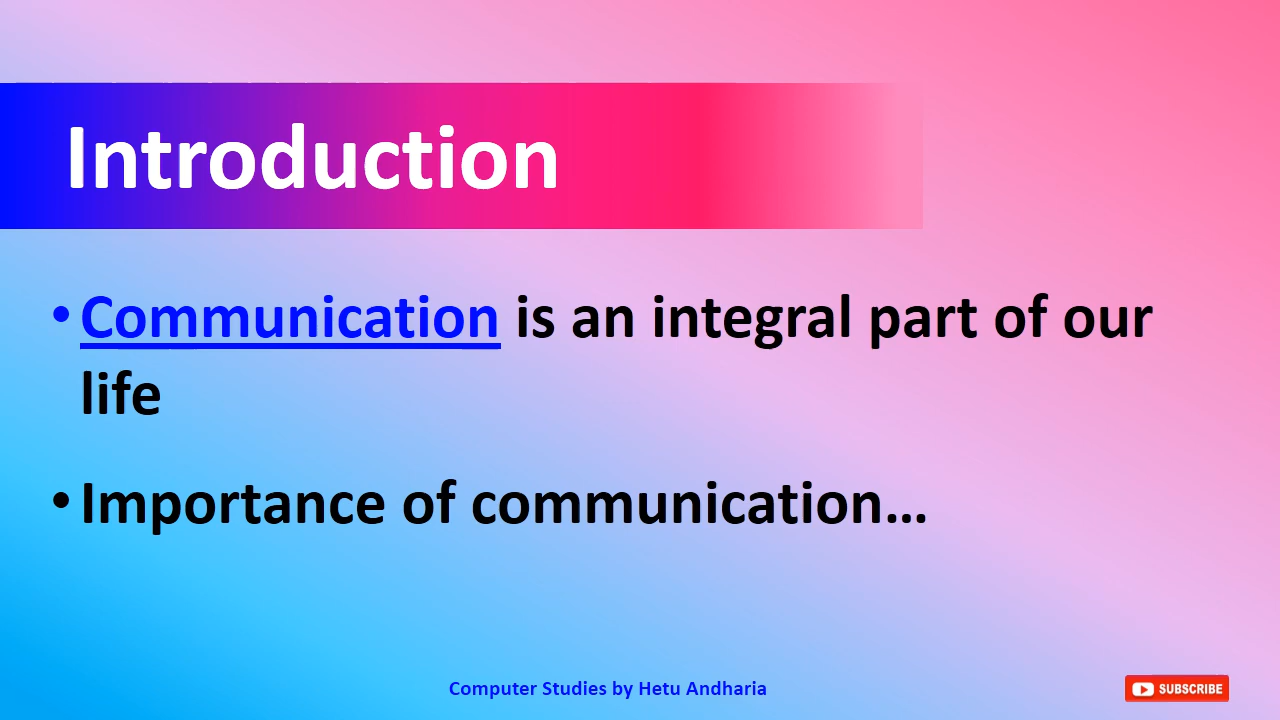 Introduction
• Communication is an integral part of our
life
• Importance of communication...
Computer Studies by Hetu Andharia
SUBSCRIBE